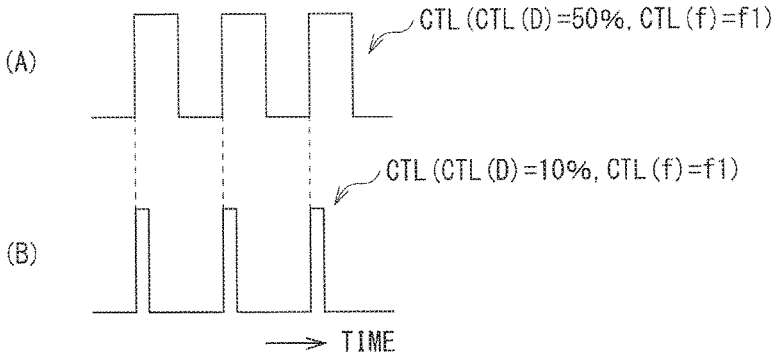 (A)
CTL(CTL(D)=50%, CTL(f)=f1)
CTL(CTL(D)=10%, CTL(f)=f1)
(B)
TIME